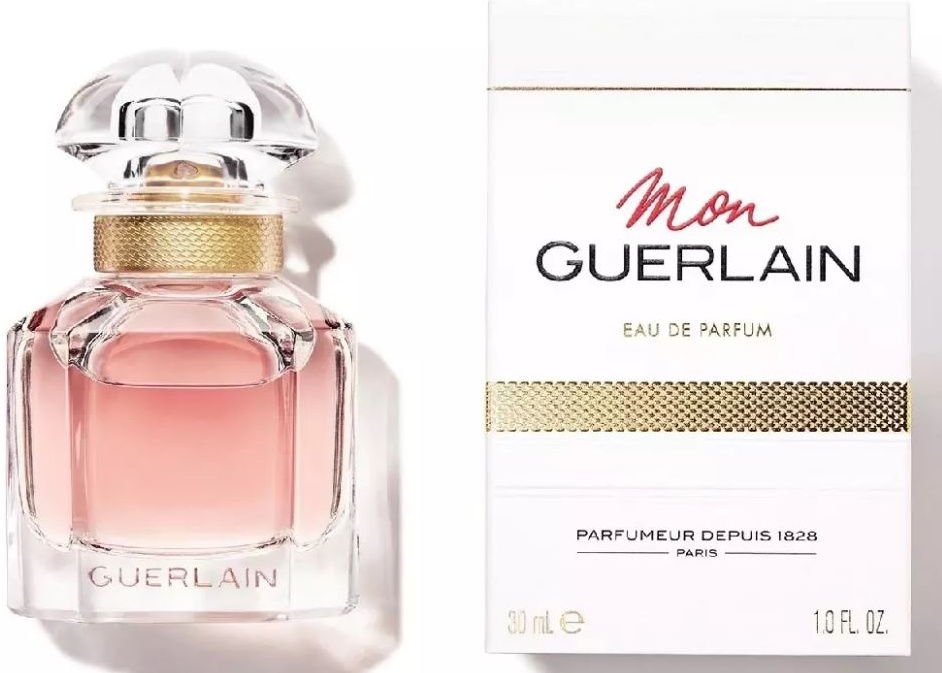 GUERLAIN
Mon
GUERLAIN
EAU DE PARFUM
PARFUMEUR DEPUIS 1828
PARIS
30 mL e 1.0 FL. OZ.